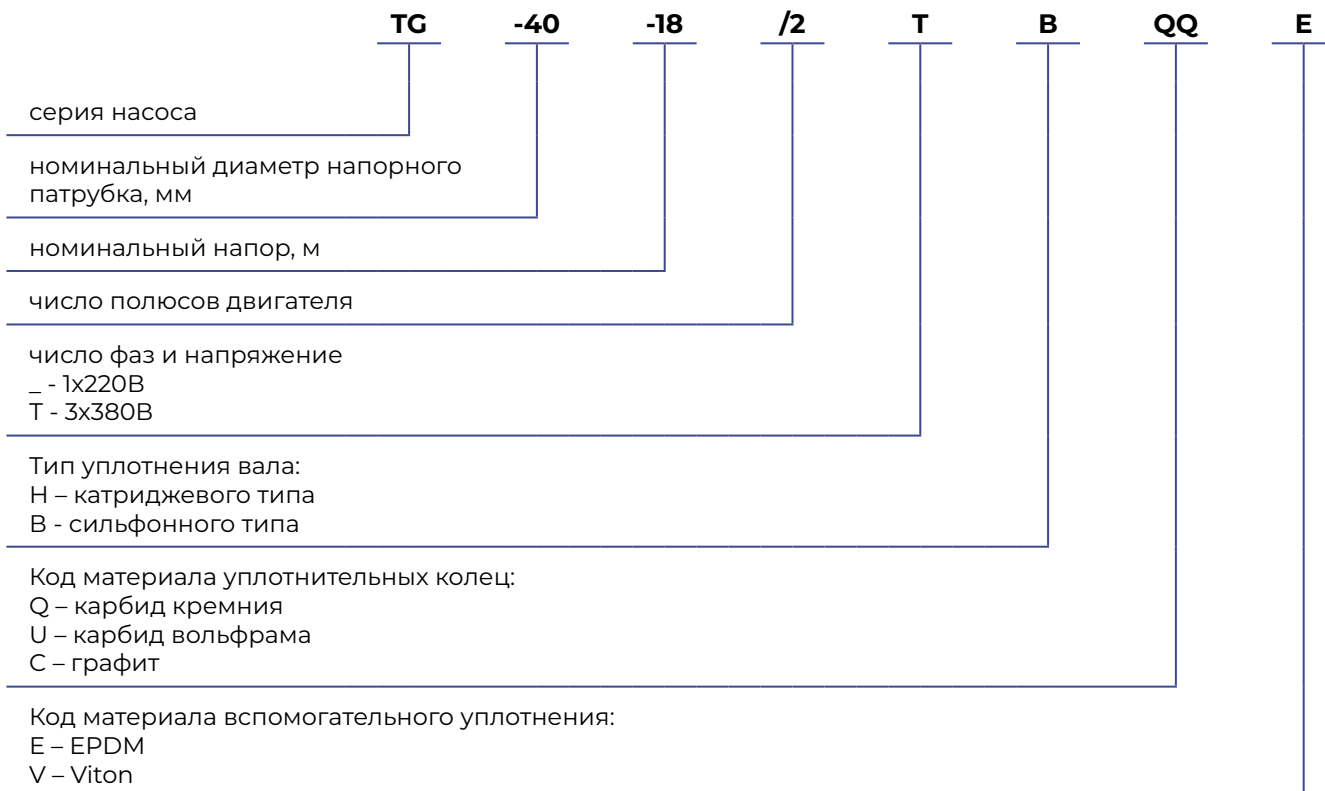 TG -40 -18 /2 T B QQ E
серия насоса
номинальный диаметр напорного
патрубка, мм
номинальный напор, м
число полюсов двигателя
число фаз и напряжение
_ - 1х220В
Т - 3х380В
Тип уплотнения вала:
H – катриджевого типа
B - сильфонного типа
Код материала уплотнительных колец:
Q – карбид кремния
U – карбид вольфрама
C – графит
Код материала вспомогательного уплотнения:
E – EPDM
V – Viton